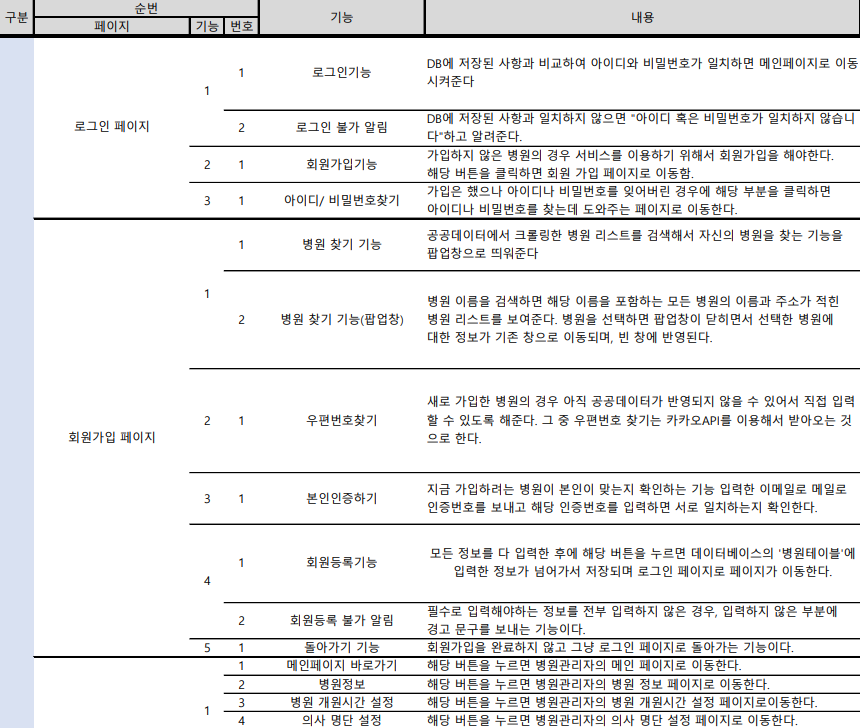 구분 순번 기능 내용
페이지 기능 번호
로그인 페이지
1
1 로그인기능 DB에 저장된 사항과 비교하여 아이디와 비밀번호가 일치하면 메인페이지로 이동
시켜준다
2 로그인 불가 알림 DB에 저장된 사항과 일치하지 않으면 "아이디 혹은 비밀번호가 일치하지 않습니
다"하고 알려준다.
2 1 회원가입기능 가입하지 않은 병원의 경우 서비스를 이용하기 위해서 회원가입을 해야한다.
해당 버튼을 클릭하면 회원 가입 페이지로 이동함.
3 1 아이디/ 비밀번호찾기 가입은 했으나 아이디나 비밀번호를 잊어버린 경우에 해당 부분을 클릭하면
아이디나 비밀번호를 찾는데 도와주는 페이지로 이동한다.
회원가입 페이지
1
1 병원 찾기 기능 공공데이터에서 크롤링한 병원 리스트를 검색해서 자신의 병원을 찾는 기능을
팝업창으로 띄워준다
2 병원 찾기 기능(팝업창) 병원 이름을 검색하면 해당 이름을 포함하는 모든 병원의 이름과 주소가 적힌
병원 리스트를 보여준다. 병원을 선택하면 팝업창이 닫히면서 선택한 병원에
대한 정보가 기존 창으로 이동되며, 빈 창에 반영된다.
2 1 우편번호찾기 새로 가입한 병원의 경우 아직 공공데이터가 반영되지 않을 수 있어서 직접 입력
할 수 있도록 해준다. 그 중 우편번호 찾기는 카카오API를 이용해서 받아오는 것
으로 한다.
3 1 본인인증하기 지금 가입하려는 병원이 본인이 맞는지 확인하는 기능 입력한 이메일로 메일로
인증번호를 보내고 해당 인증번호를 입력하면 서로 일치하는지 확인한다.
4
1 회원등록기능 모든 정보를 다 입력한 후에 해당 버튼을 누르면 데이터베이스의 '병원테이블'에
입력한 정보가 넘어가서 저장되며 로그인 페이지로 페이지가 이동한다.
2 회원등록 불가 알림 필수로 입력해야하는 정보를 전부 입력하지 않은 경우, 입력하지 않은 부분에
경고 문구를 보내는 기능이다.
5 1 돌아가기 기능 회원가입을 완료하지 않고 그냥 로그인 페이지로 돌아가는 기능이다.
1
1 메인페이지 바로가기 해당 버튼을 누르면 병원관리자의 메인 페이지로 이동한다.
2 병원정보 해당 버튼을 누르면 병원관리자의 병원 정보 페이지로 이동한다.
3 병원 개원시간 설정 해당 버튼을 누르면 병원관리자의 병원 개원시간 설정 페이지로이동한다.
4 의사 명단 설정 해당 버튼을 누르면 병원관리자의 의사 명단 설정 페이지로 이동한다.